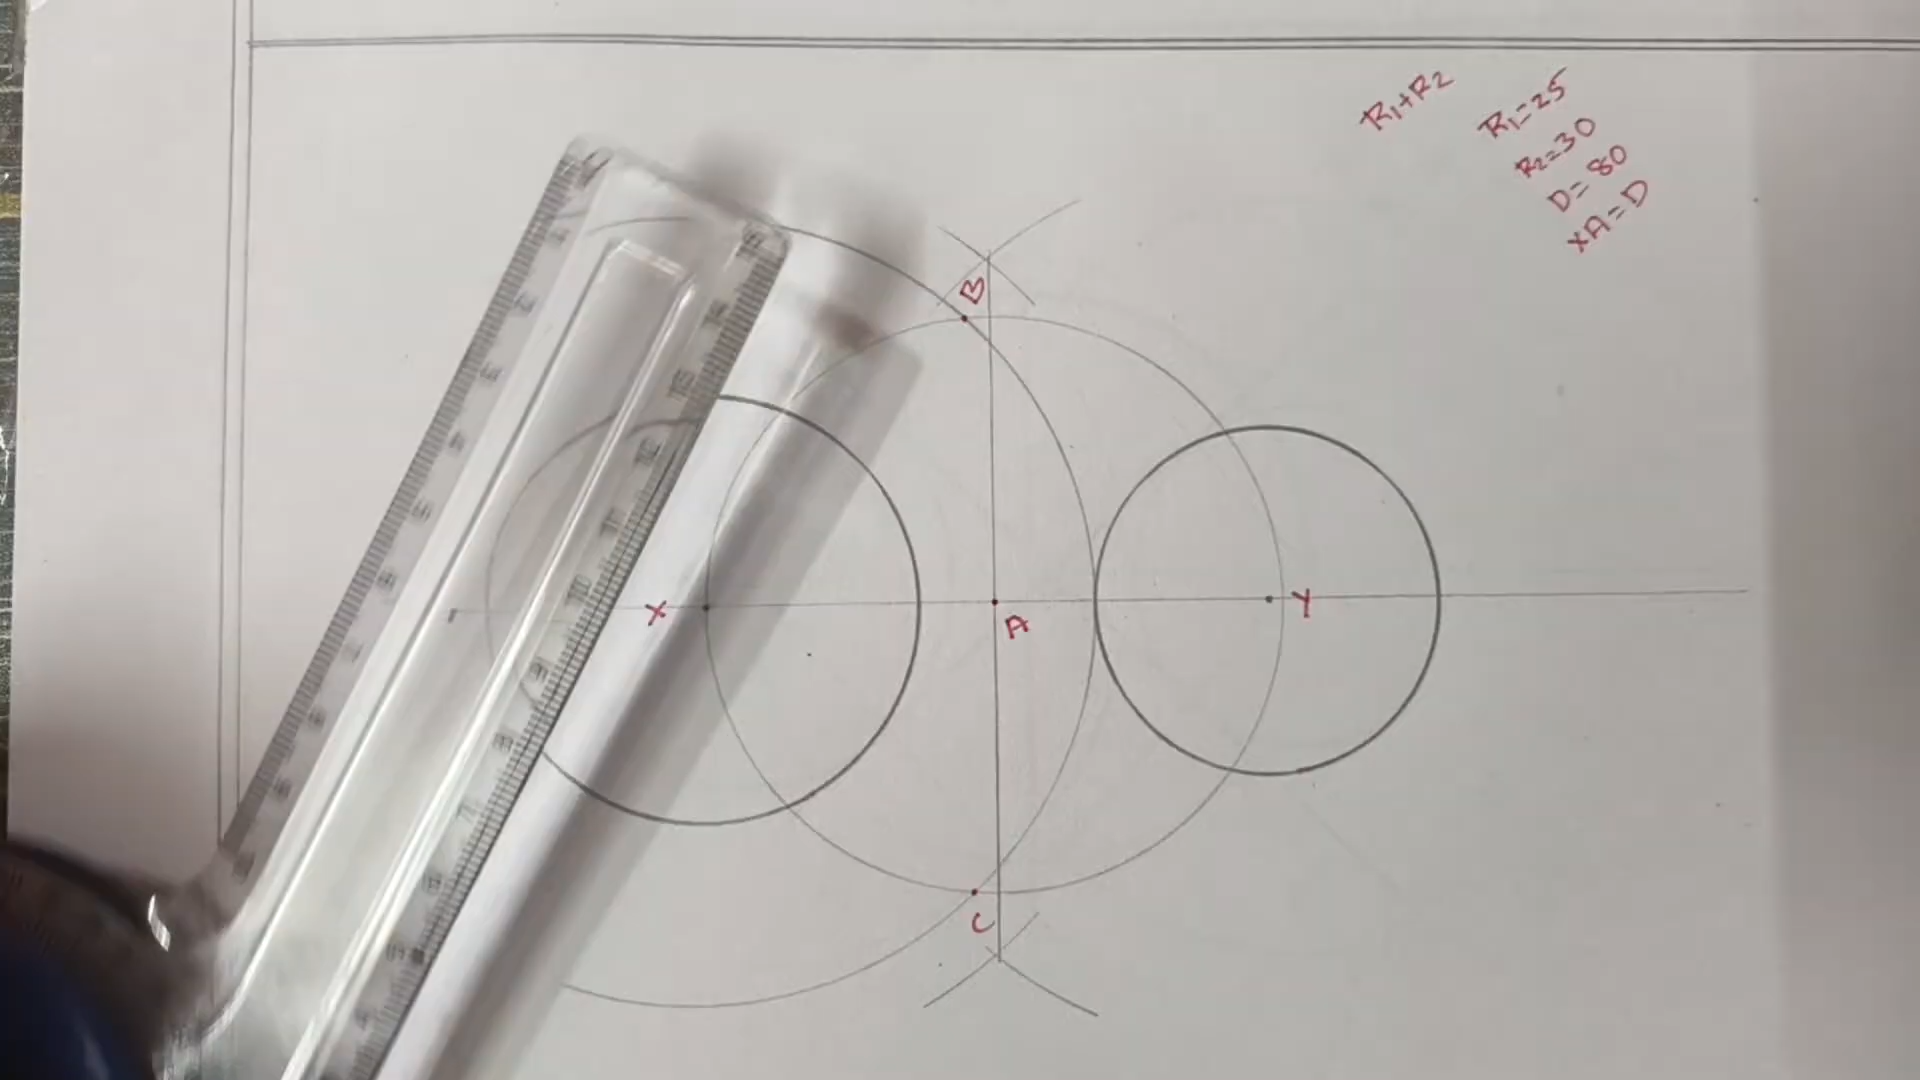 R1+R2
R1=25
R2=30
D=80
XA=D
B
X
A
Y
C